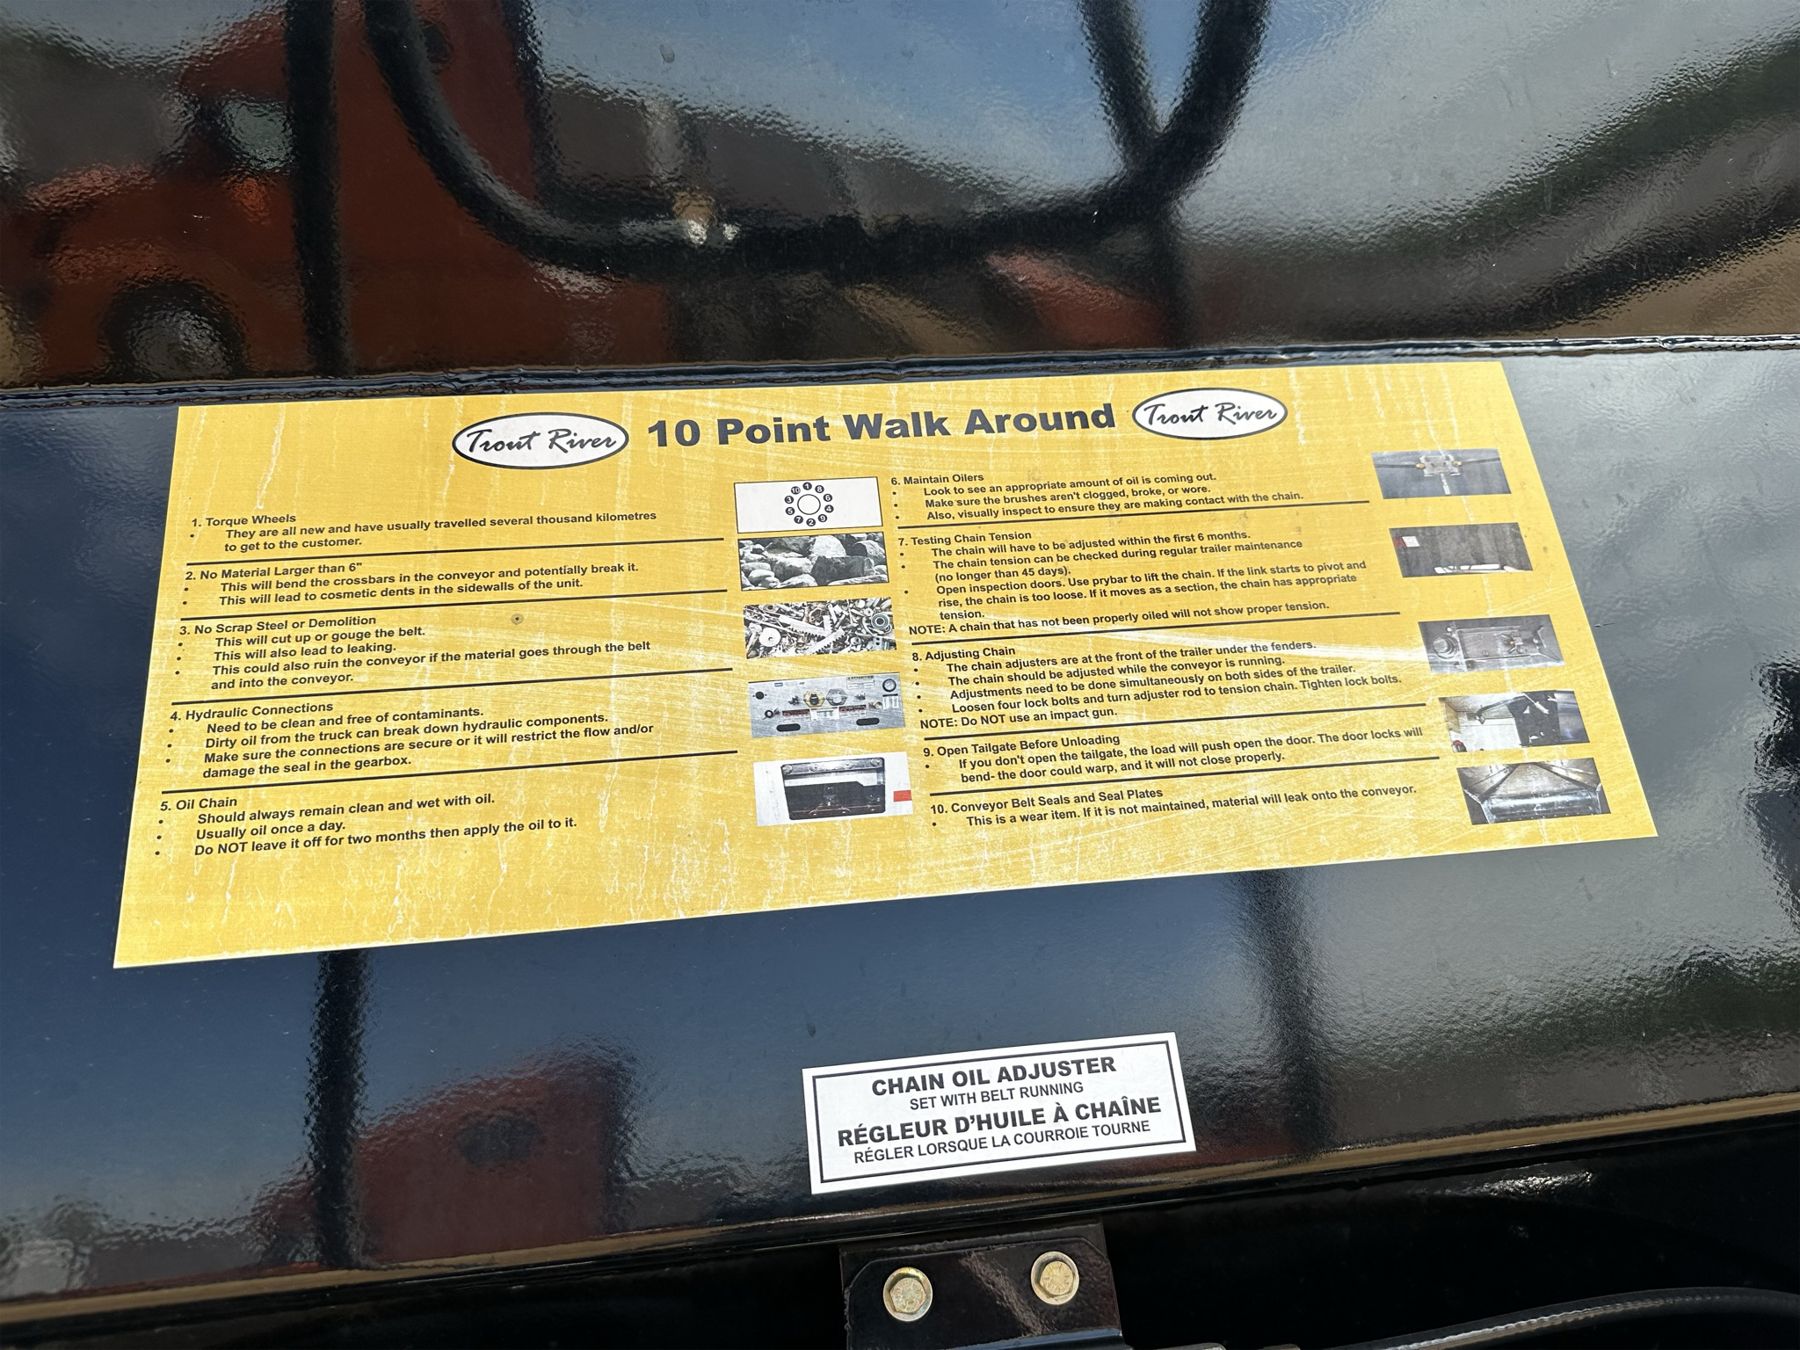 Trout River 10 Point Walk Around Trout River
1. Torque Wheels
• They are all new and have usually travelled several thousand kilometres
to get to the customer.
2. No Material Larger than 6"
• This will bend the crossbars in the conveyor and potentially break it.
• This will lead to cosmetic dents in the sidewalls of the unit.
3. No Scrap Steel or Demolition
• This will cut up or gouge the belt.
• This will also lead to leaking.
• This could also ruin the conveyor if the material goes through the belt
and into the conveyor.
4. Hydraulic Connections
• Need to be clean and free of contaminants.
• Dirty oil from the truck can break down hydraulic components.
• Make sure the connections are secure or it will restrict the flow and/or
damage the seal in the gearbox.
5. Oil Chain
• Should always remain clean and wet with oil.
• Usually oil once a day.
• Do NOT leave it off for two months then apply the oil to it.
6. Maintain Oilers
• Look to see an appropriate amount of oil is coming out.
• Make sure the brushes aren't clogged, broke, or wore.
• Also, visually inspect to ensure they are making contact with the chain.
7. Testing Chain Tension
• The chain will have to be adjusted within the first 6 months.
• The chain tension can be checked during regular trailer maintenance
(no longer than 45 days).
• Open inspection doors. Use prybar to lift the chain. If the link starts to pivot and
rise, the chain is too loose. If it moves as a section, the chain has appropriate
tension.
NOTE: A chain that has not been properly oiled will not show proper tension.
8. Adjusting Chain
• The chain adjusters are at the front of the trailer under the fenders.
• The chain should be adjusted while the conveyor is running.
• Adjustments need to be done simultaneously on both sides of the trailer.
• Loosen four lock bolts and turn adjuster rod to tension chain. Tighten lock bolts.
NOTE: Do NOT use an impact gun.
9. Open Tailgate Before Unloading
• If you don't open the tailgate, the load will push open the door. The door locks will
bend- the door could warp, and it will not close properly.
10. Conveyor Belt Seals and Seal Plates
• This is a wear item. If it is not maintained, material will leak onto the conveyor.
CHAIN OIL ADJUSTER
SET WITH BELT RUNNING
RÉGLEUR D'HUILE À CHAÎNE
RÉGLER LORSQUE LA COURROIE TOURNE